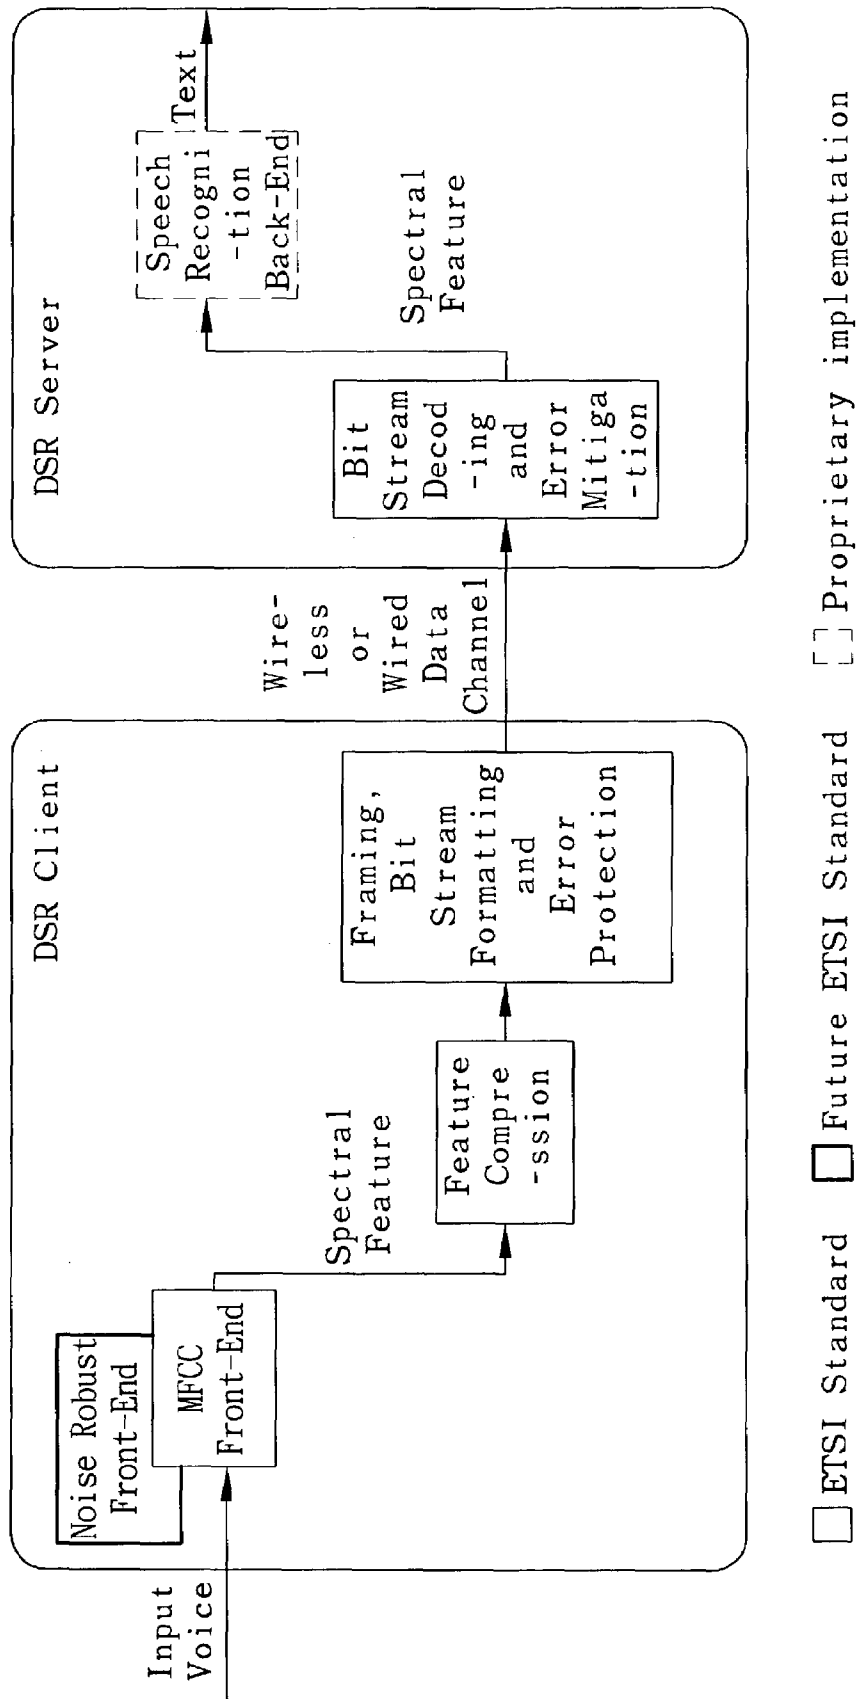 Input
Voice
DSR Client
Noise Robust
Front-End
MFCC
Front-End
Spectral
Feature
Feature
Compre
-ssion
Framing,
Bit
Stream
Formatting
and
Error
Protection
Wire-
less
or
Wired
Data
Channel
DSR Server
Bit
Stream
Decod
-ing
and
Error
Mitiga
-tion
Spectral
Feature
Speech
Recogni
-tion
Back-End
Text
ETSI Standard
Future ETSI Standard
Proprietary implementation